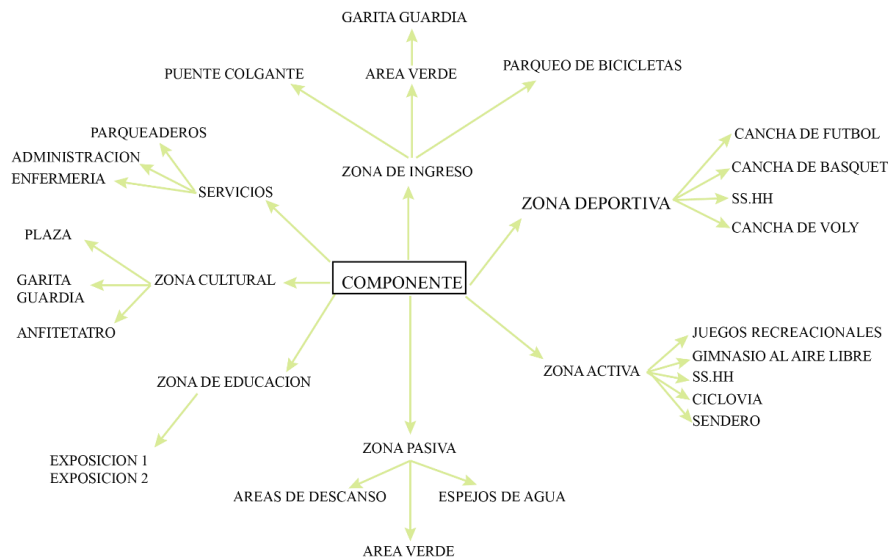 GARITA GUARDIA
PUENTE COLGANTE
AREA VERDE
PARQUEO DE BICICLETAS
ZONA DE INGRESO
PARQUEADEROS
ADMINISTRACION
ENFERMERIA
SERVICIOS
ZONA DEPORTIVA
CANCHA DE FUTBOL
CANCHA DE BASQUET
SS.HH
CANCHA DE VOLY
PLAZA
GARITA
GUARDIA
ANFITETATRO
ZONA CULTURAL
COMPONENTE
ZONA DE EDUCACION
EXPOSICION 1
EXPOSICION 2
ZONA ACTIVA
JUEGOS RECREACIONALES
GIMNASIO AL AIRE LIBRE
SS.HH
CICLOVIA
SENDERO
ZONA PASIVA
AREAS DE DESCANSO
ESPEJOS DE AGUA
AREA VERDE